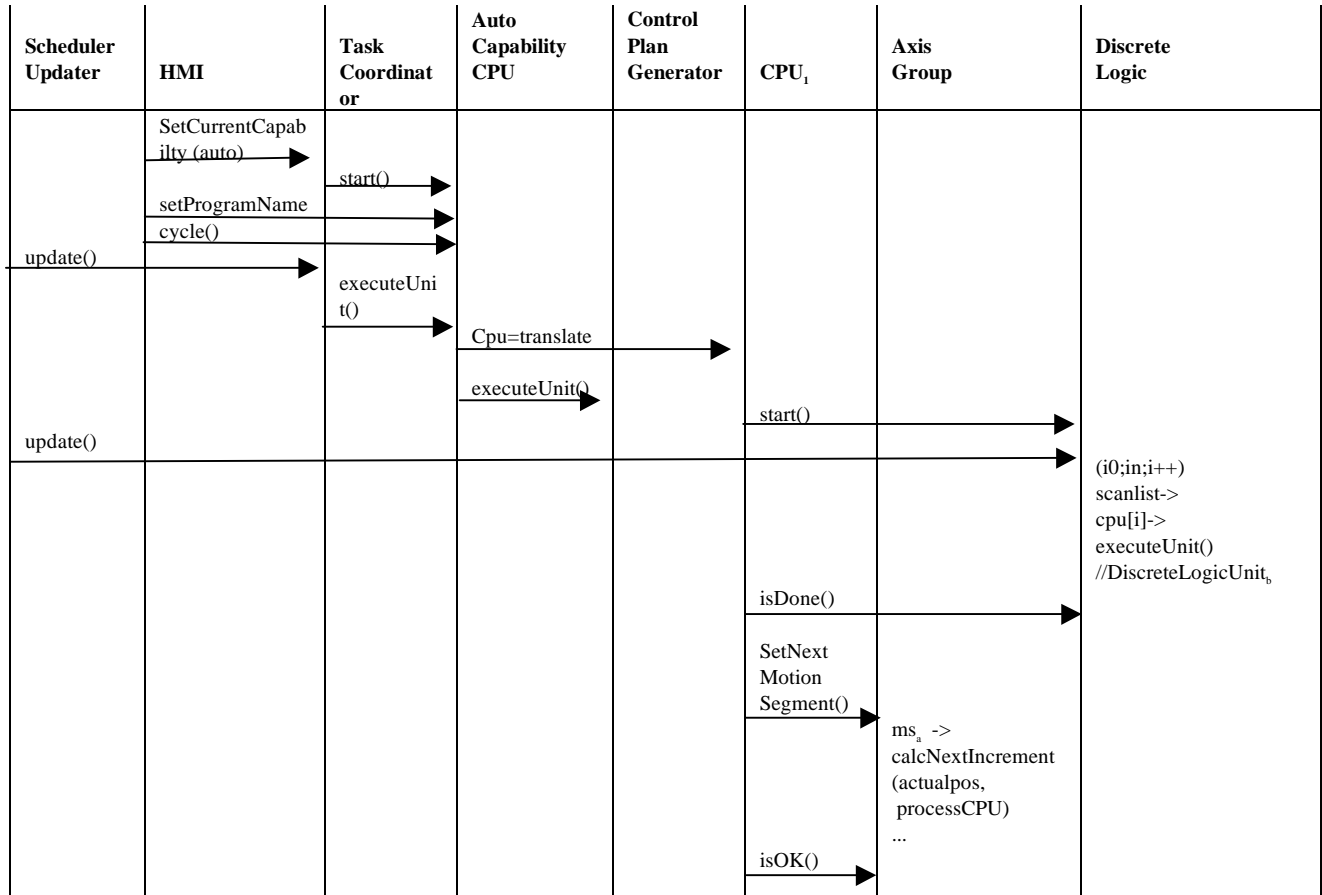 Scheduler
Updater
HMI
Task
Coordinat
or
Auto
Capability
CPU
Control
Plan
Generator
CPU₁
Axis
Group
Discrete
Logic
SetCurrentCapab
ilty (auto)
start()
setProgramName
cycle()
update()
executeUni
t()
Cpu=translate
executeUnit()
start()
update()
(i0;in;i++)
scanlist->
cpu[i]->
executeUnit()
//DiscreteLogicUnit_b
isDone()
SetNext
Motion
Segment()
msₐ ->
calcNextIncrement
(actualpos,
processCPU)
...
isOK()